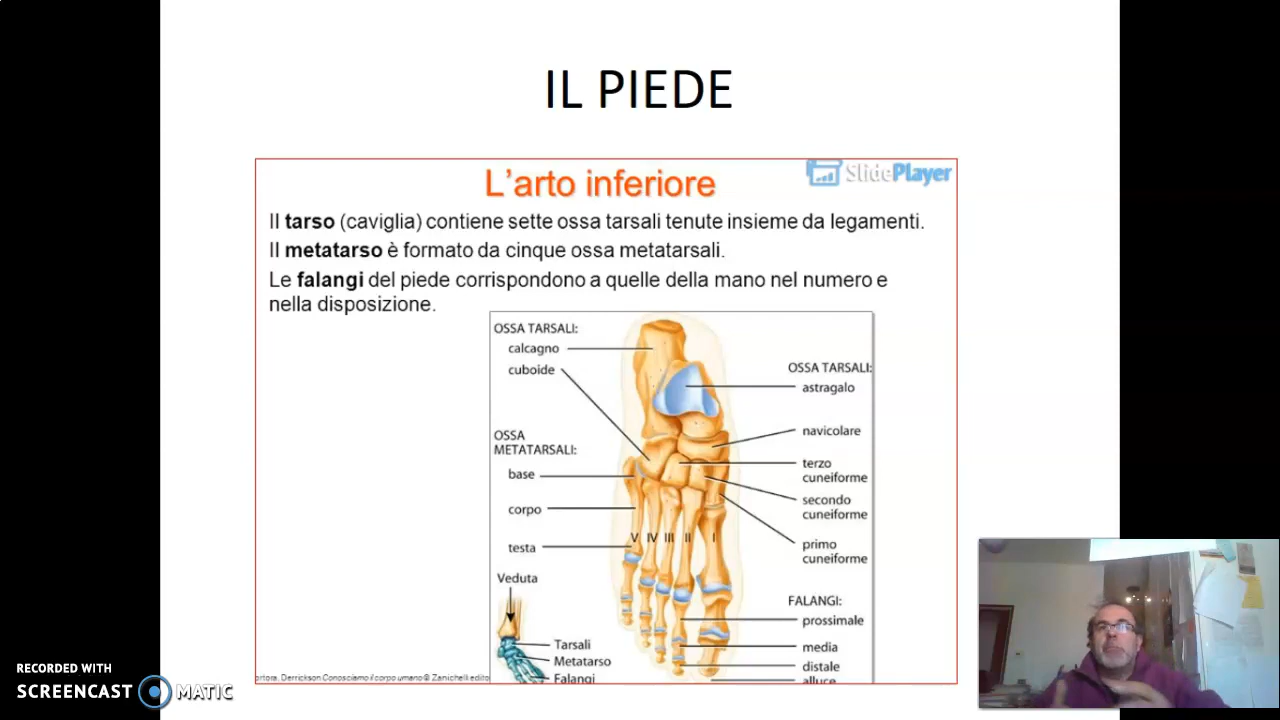 IL PIEDE
L'arto inferiore
SlidePlayer
Il tarso (caviglia) contiene sette ossa tarsali tenute insieme da legamenti.
Il metatarso è formato da cinque ossa metatarsali.
Le falangi del piede corrispondono a quelle della mano nel numero e
nella disposizione.
OSSA TARSALI:
calcagno
cuboide
OSSA
METATARSALI:
base
corpo
testa
Veduta
Tarsali
Metatarso
Falangi
V IV III II I
OSSA TARSALI:
astragalo
navicolare
terzo
cuneiforme
secondo
cuneiforme
primo
cuneiforme
FALANGI:
prossimale
media
distale
alluce
ortora, Derrickson Conosciamo il corpo umano © Zanichelli edito
RECORDED WITH
SCREENCAST MATIC